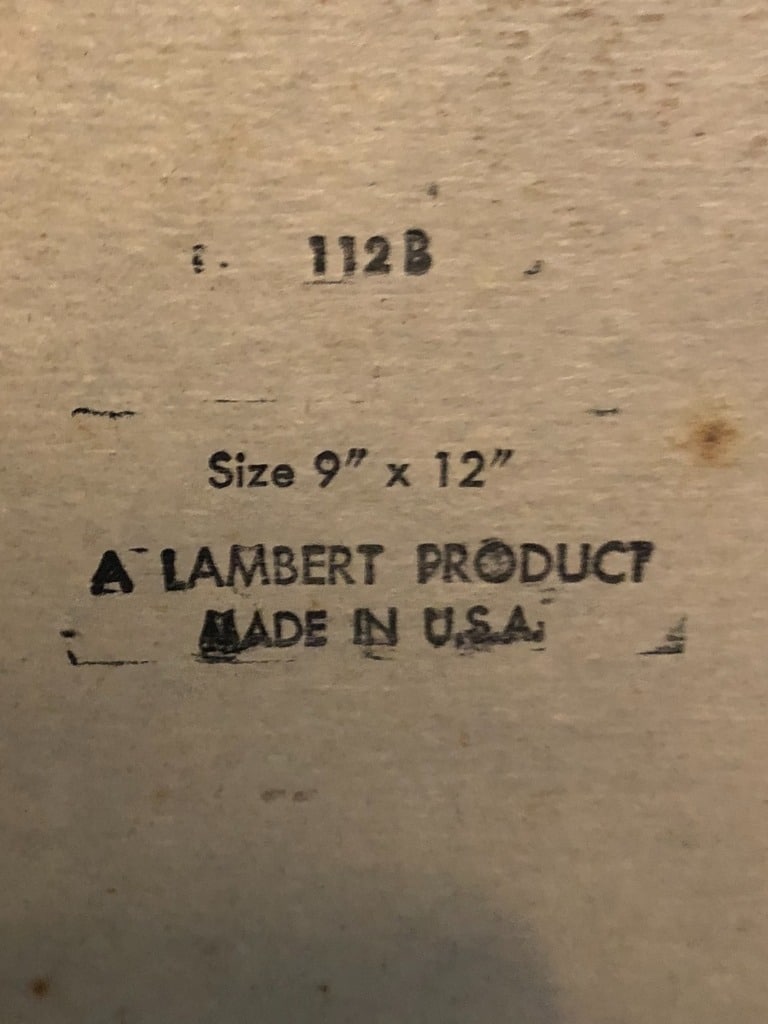 112B
Size 9" x 12"
A LAMBERT PRODUCT
MADE IN U.S.A.